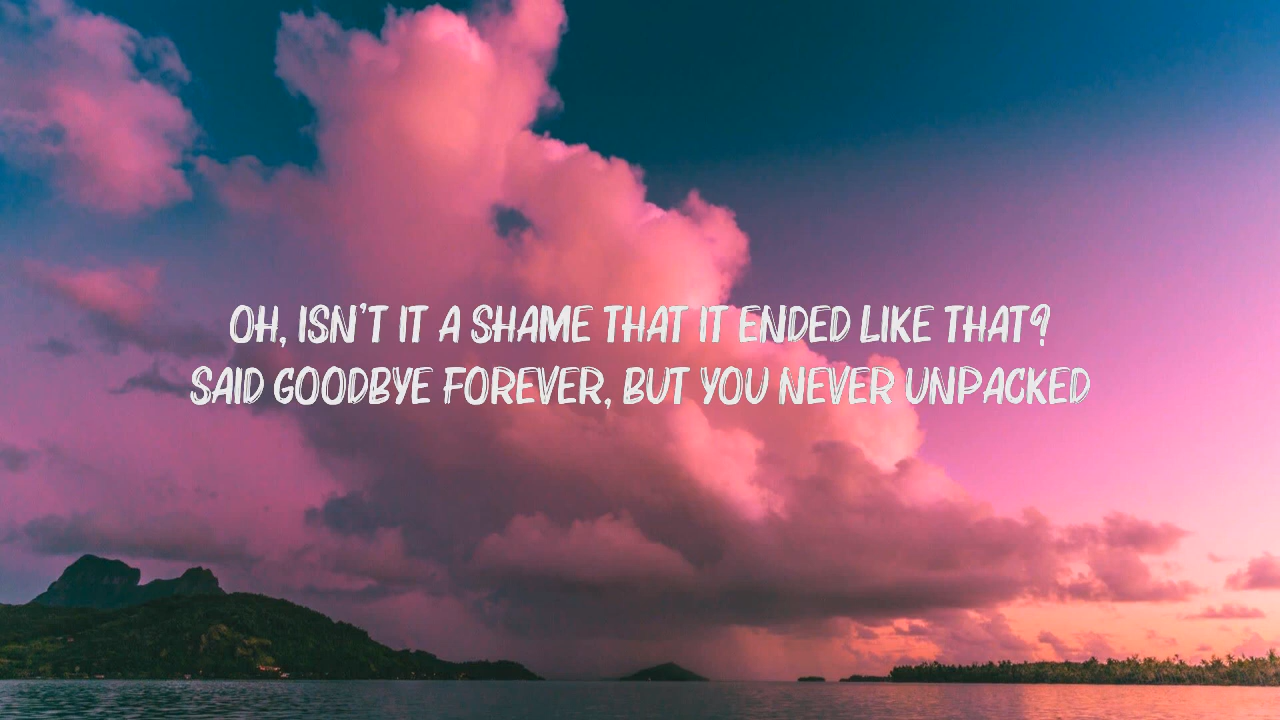 OH, ISN'T IT A SHAME THAT IT ENDED LIKE THAT?
SAID GOODBYE FOREVER, BUT YOU NEVER UNPACKED